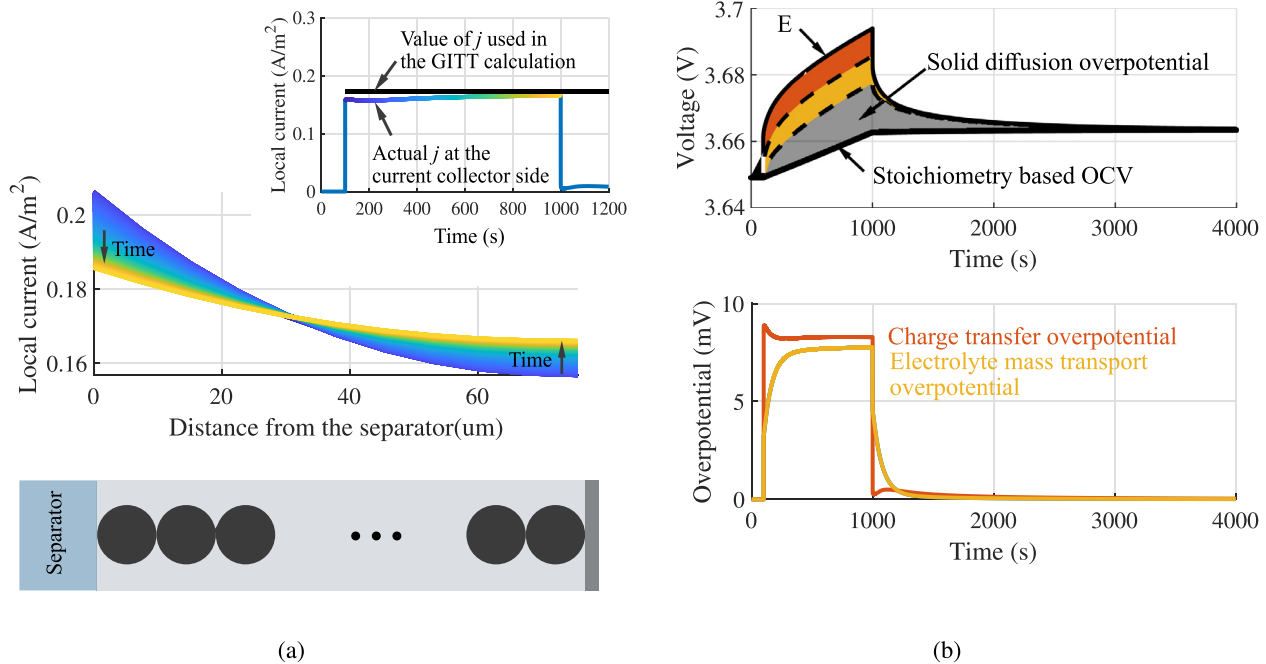 0.3
0.2
0.1
0
Local current (A/m²)
Value of j used in
the GITT calculation
Actual j at the
current collector side
0 200 400 600 800 1000 1200
Time (s)
0.2
0.18
0.16
Local current (A/m²)
Time
Time
0 20 40 60
Distance from the separator(um)
Separator
(a)
3.7
3.68
3.66
3.64
Voltage (V)
E
Solid diffusion overpotential
Stoichiometry based OCV
0 1000 2000 3000 4000
Time (s)
10
5
0
Overpotential (mV)
Charge transfer overpotential
Electrolyte mass transport
overpotential
0 1000 2000 3000 4000
Time (s)
(b)